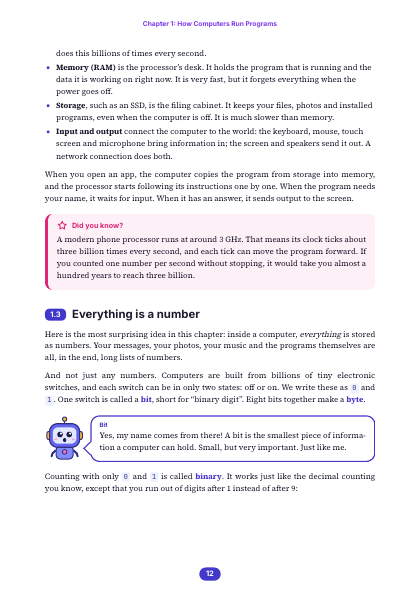 Chapter 1: How Computers Run Programs
does this billions of times every second.
• Memory (RAM) is the processor's desk. It holds the program that is running and the
data it is working on right now. It is very fast, but it forgets everything when the
power goes off.
• Storage, such as an SSD, is the filing cabinet. It keeps your files, photos and installed
programs, even when the computer is off. It is much slower than memory.
• Input and output connect the computer to the world: the keyboard, mouse, touch
screen and microphone bring information in; the screen and speakers send it out. A
network connection does both.
When you open an app, the computer copies the program from storage into memory,
and the processor starts following its instructions one by one. When the program needs
your name, it waits for input. When it has an answer, it sends output to the screen.
Did you know?
A modern phone processor runs at around 3 GHz. That means its clock ticks about
three billion times every second, and each tick can move the program forward. If
you counted one number per second without stopping, it would take you almost a
hundred years to reach three billion.
1.3 Everything is a number
Here is the most surprising idea in this chapter: inside a computer, everything is stored
as numbers. Your messages, your photos, your music and the programs themselves are
all, in the end, long lists of numbers.
And not just any numbers. Computers are built from billions of tiny electronic
switches, and each switch can be in only two states: off or on. We write these as 0 and
1. One switch is called a bit, short for "binary digit". Eight bits together make a byte.
Bit
Yes, my name comes from there! A bit is the smallest piece of informa-
tion a computer can hold. Small, but very important. Just like me.
Counting with only 0 and 1 is called binary. It works just like the decimal counting
you know, except that you run out of digits after 1 instead of after 9:
12